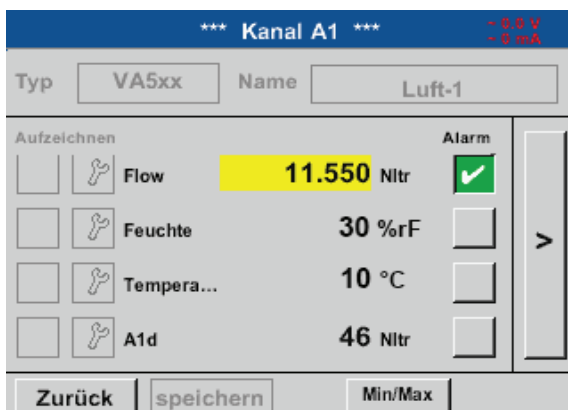 *** Kanal A1 ***
~ 0.0 V
~ 0 mA
Typ VA5xx Name Luft-1
Aufzeichnen Alarm
Flow 11.550 Nltr
Feuchte 30 %rF
Tempera... 10 °C
A1d 46 Nltr
>
Zurück speichern Min/Max